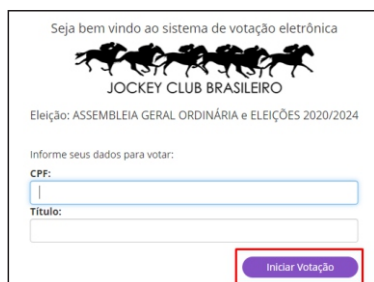 Seja bem vindo ao sistema de votação eletrônica
JOCKEY CLUB BRASILEIRO
Eleição: ASSEMBLEIA GERAL ORDINÁRIA e ELEIÇÕES 2020/2024
Informe seus dados para votar:
CPF:
Título:
Iniciar Votação